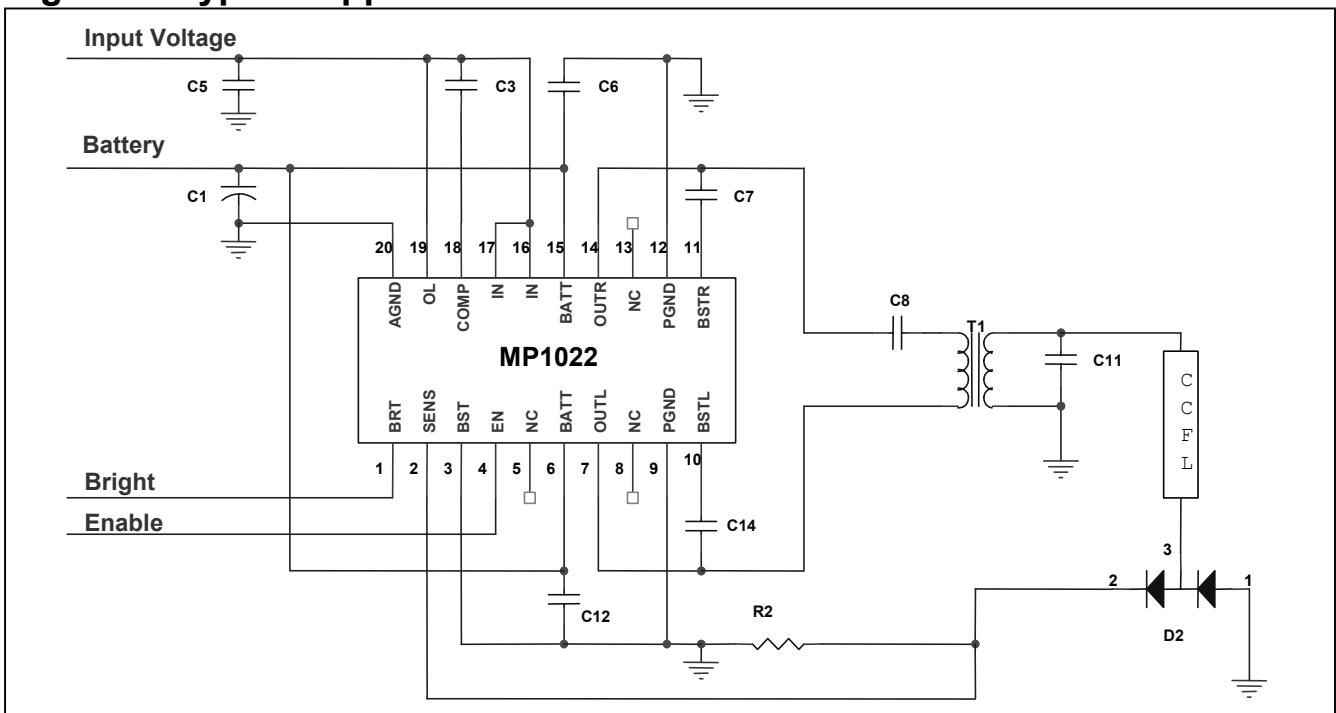 Input Voltage
C5
C3
C6
Battery
C1
C7
20 19 18 17 16 15 14 13 12 11
AGND OL COMP IN IN BATT OUTR NC PGND BSTR
MP1022
C8
T1
C11
CCFL
BRT SENS BST EN NC BATT OUTL NC PGND BSTL
1 2 3 4 5 6 7 8 9 10
Bright
Enable
C14
C12
R2
3
2
1
D2